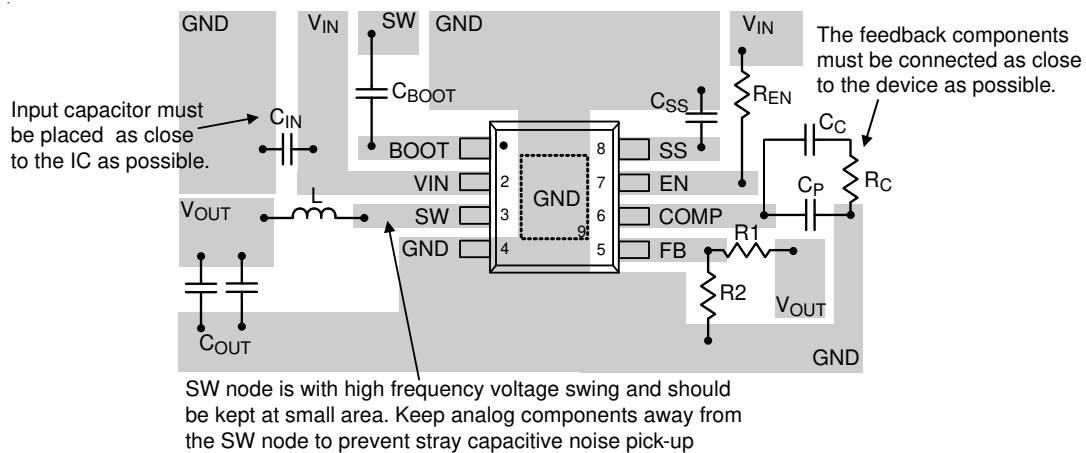 GND
VIN
SW
GND
VIN
The feedback components
must be connected as close
to the device as possible.
Input capacitor must
be placed as close
to the IC as possible.
CIN
CBOOT
CSS
REN
CC
RC
CP
BOOT
VIN
SW
GND
2
3
4
GND
9
8
7
6
5
SS
EN
COMP
FB
VOUT
L
COUT
R1
R2
VOUT
GND
SW node is with high frequency voltage swing and should
be kept at small area. Keep analog components away from
the SW node to prevent stray capacitive noise pick-up